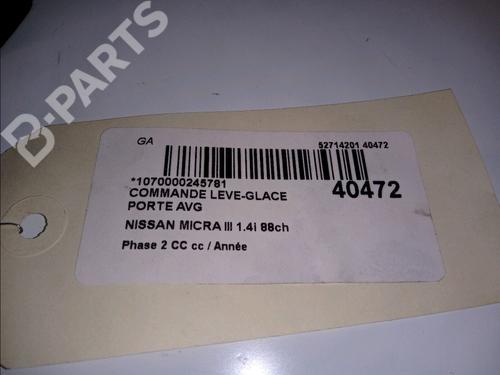 B-PARTS
GA
52714201 40472
*1070000245781
COMMANDE LEVE-GLACE
40472
PORTE AVG
NISSAN MICRA III 1.4i 88ch
Phase 2 CC cc / Année